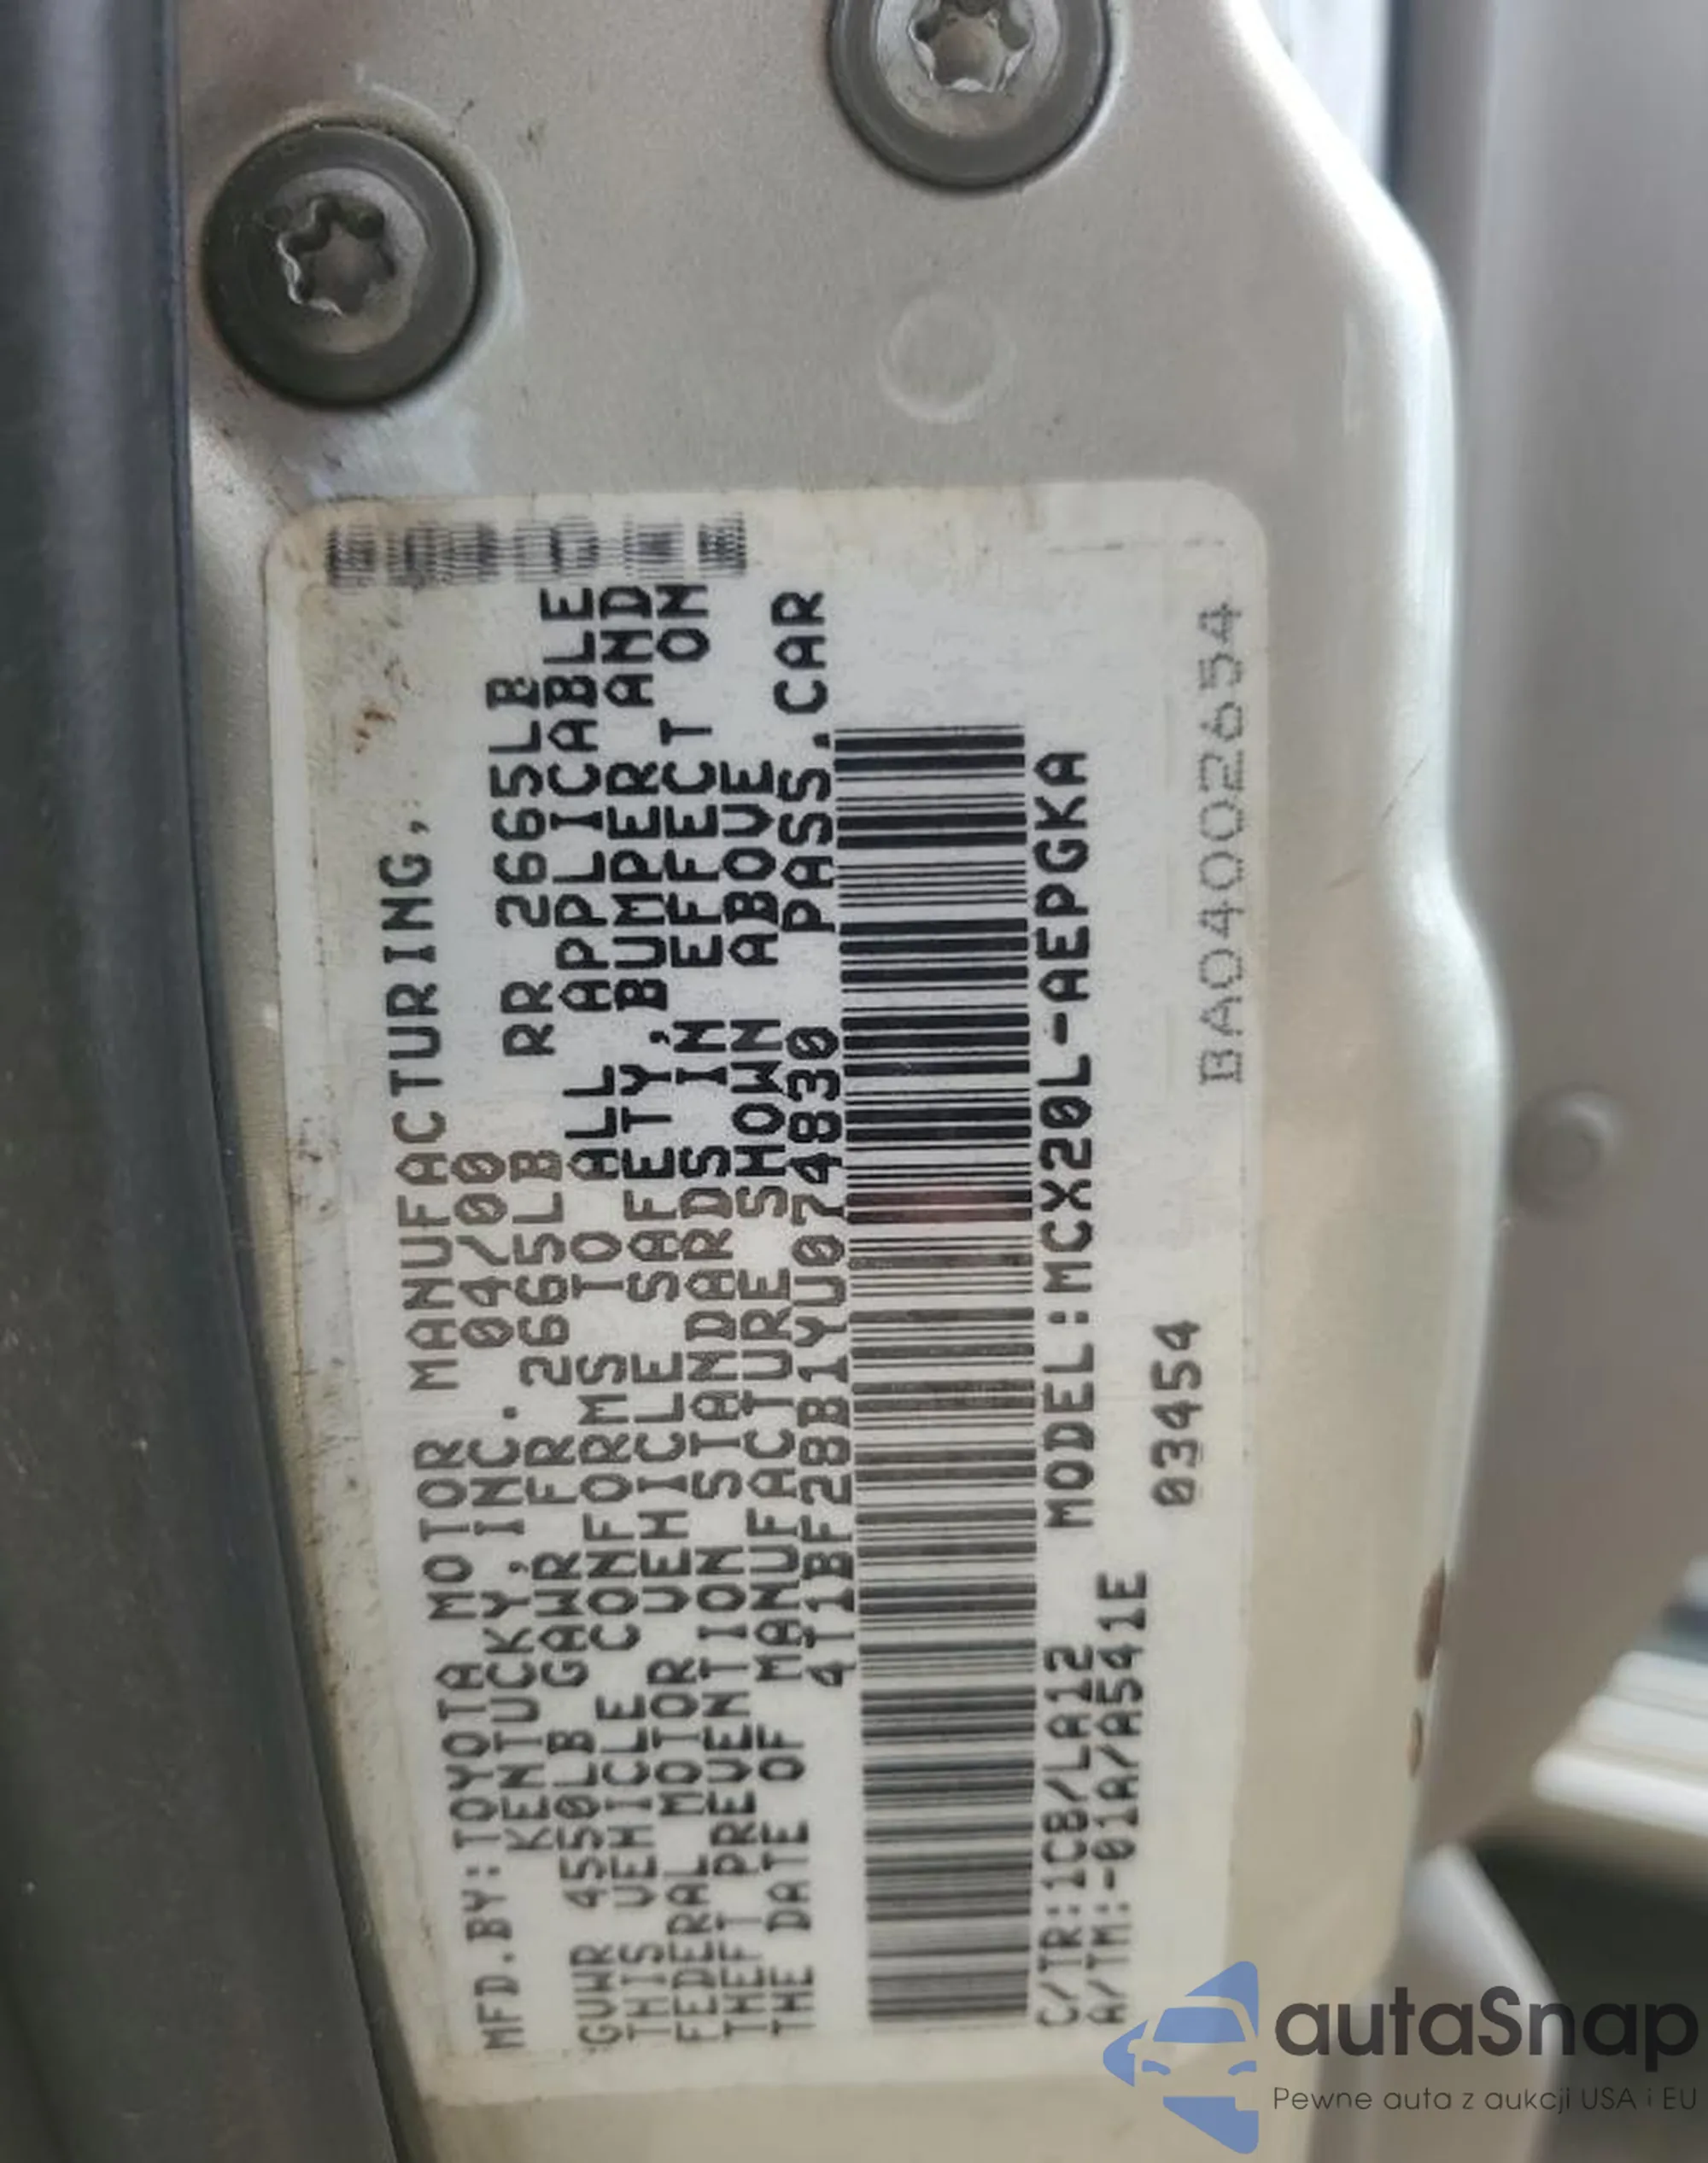 MFD.BY:TOYOTA MOTOR MANUFACTURING,
KENTUCKY,INC. 04/00
GVWR 4550LB GAWR FR 2665LB RR 2665LB
THIS VEHICLE CONFORMS TO ALL APPLICABLE
FEDERAL MOTOR VEHICLE SAFETY,BUMPER AND
THEFT PREVENTION STANDARDS IN EFFECT ON
THE DATE OF MANUFACTURE SHOWN ABOVE
4T1BF28B1YU074830 PASS.CAR
C/TR:1CB/LA12 MODEL:MCX20L-AEPGKA
A/TM:-01A/A541E
03454
BA04002654
autaSnap
Pewne auta z aukcji USA i EU